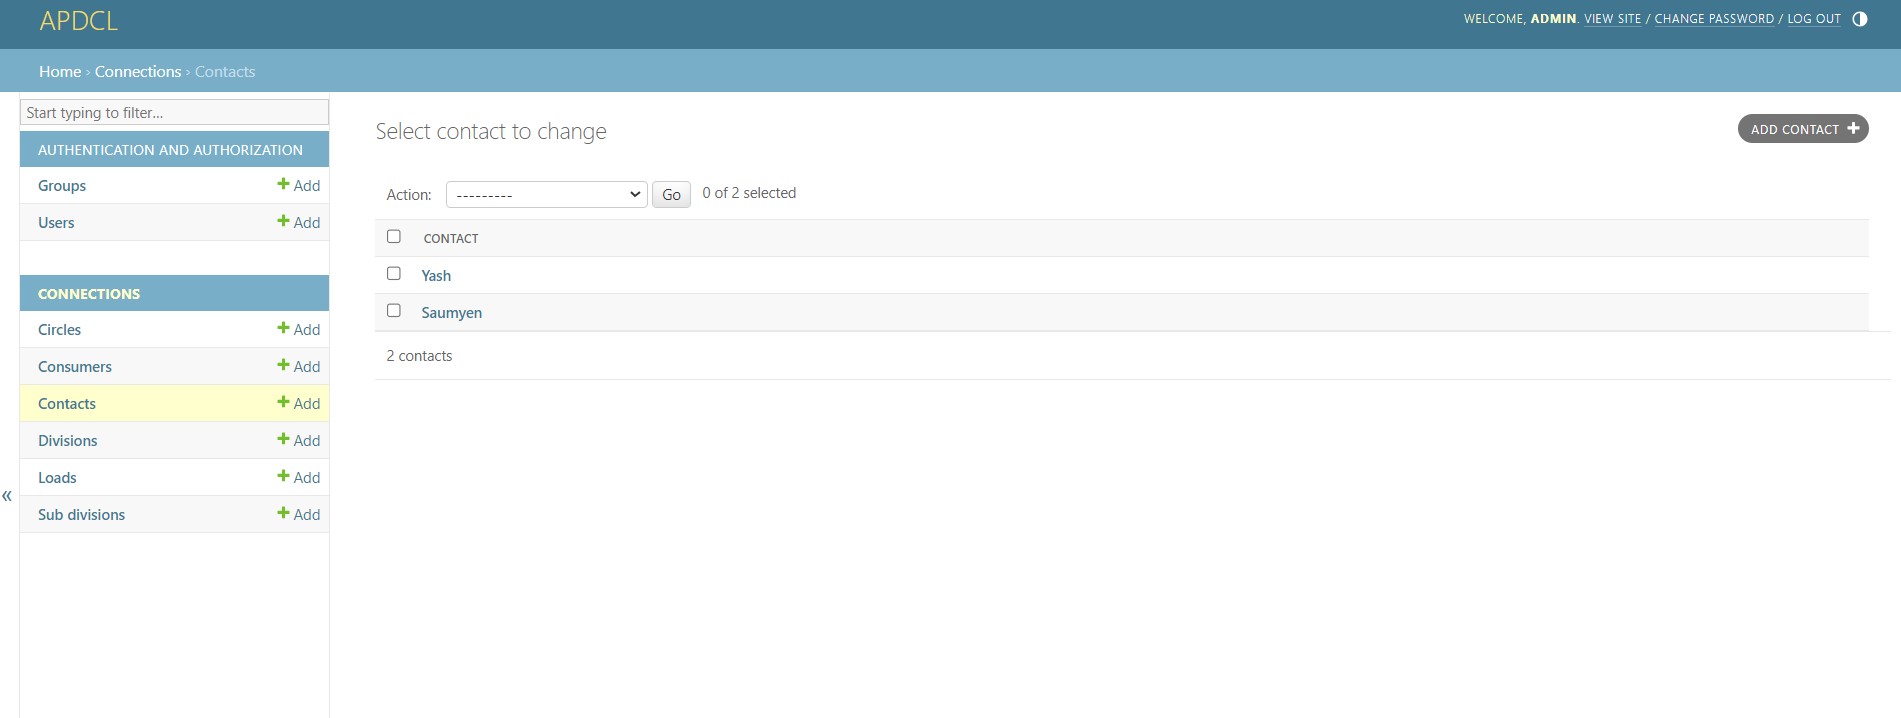 APDCL
WELCOME, ADMIN. VIEW SITE / CHANGE PASSWORD / LOG OUT
Home › Connections › Contacts
Start typing to filter...
AUTHENTICATION AND AUTHORIZATION
Groups + Add
Users + Add
CONNECTIONS
Circles + Add
Consumers + Add
Contacts + Add
Divisions + Add
Loads + Add
Sub divisions + Add
«
Select contact to change
ADD CONTACT +
Action: --------- Go 0 of 2 selected
CONTACT
Yash
Saumyen
2 contacts